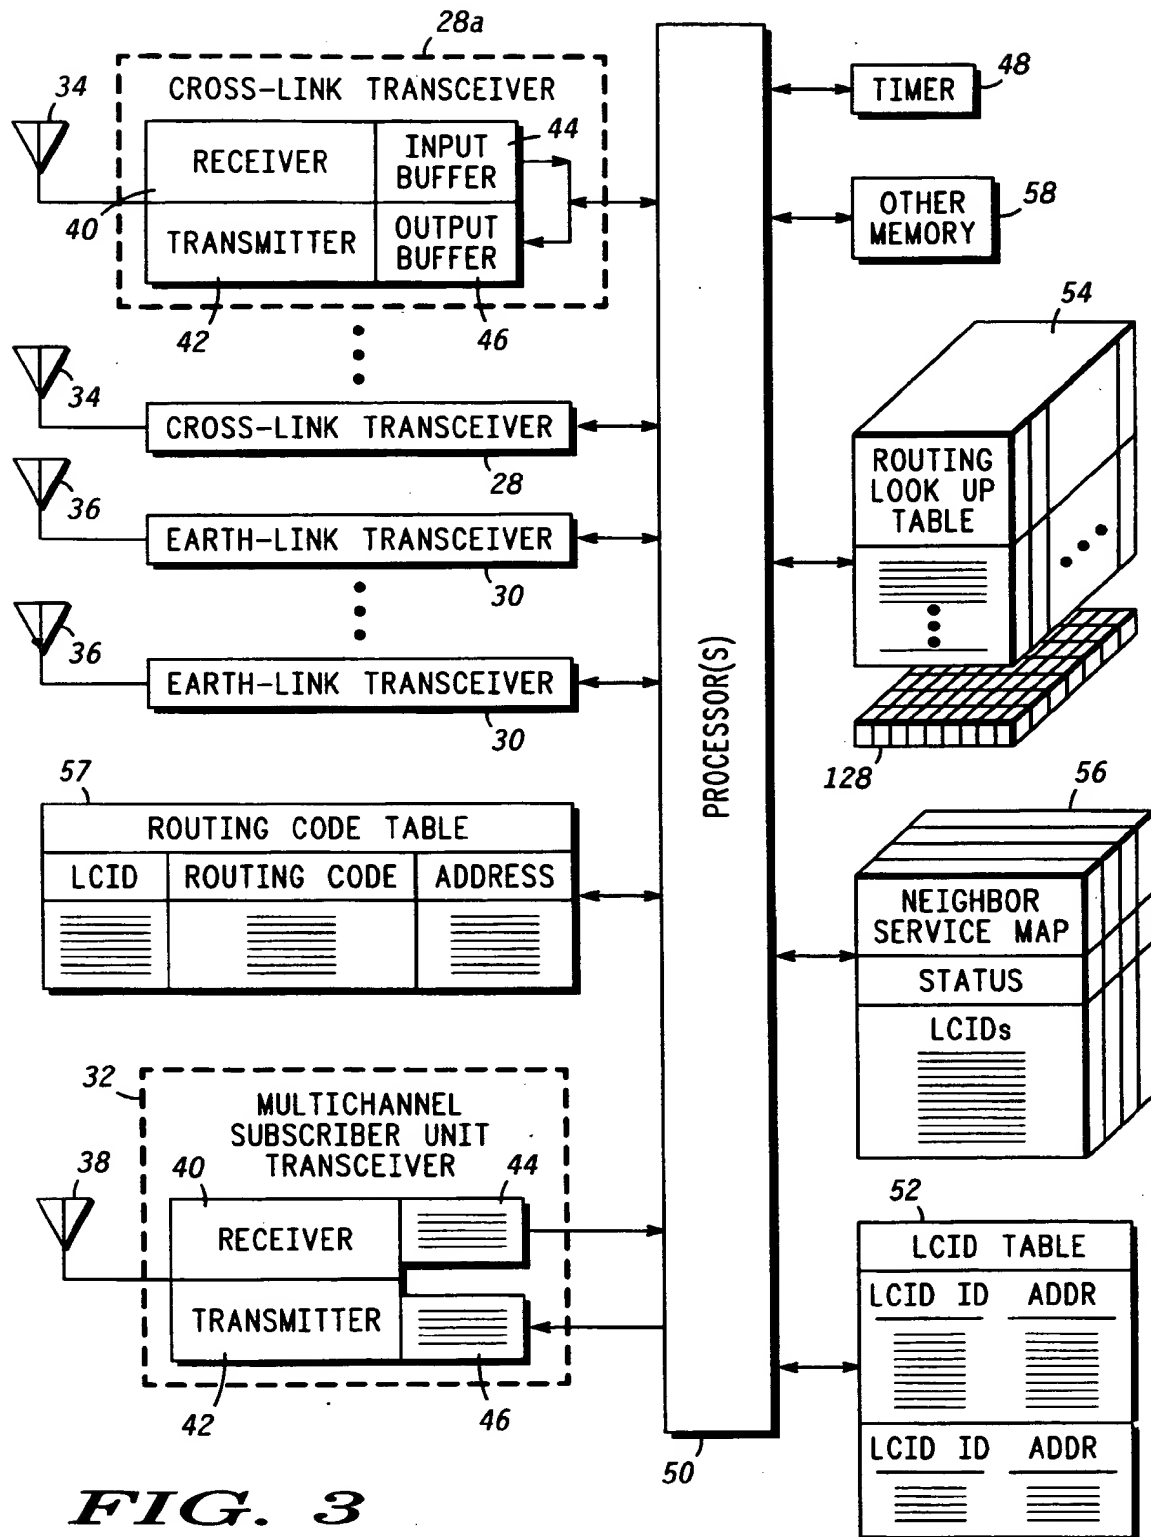 28a
34
CROSS-LINK TRANSCEIVER
RECEIVER
INPUT
BUFFER
44
40
TRANSMITTER
OUTPUT
BUFFER
42
46
34
CROSS-LINK TRANSCEIVER
28
36
EARTH-LINK TRANSCEIVER
30
36
EARTH-LINK TRANSCEIVER
30
57
ROUTING CODE TABLE
LCID
ROUTING CODE
ADDRESS
32
MULTICHANNEL
SUBSCRIBER UNIT
TRANSCEIVER
38
40
44
RECEIVER
TRANSMITTER
42
46
PROCESSOR(S)
50
TIMER
48
OTHER
MEMORY
58
54
ROUTING
LOOK UP
TABLE
128
56
NEIGHBOR
SERVICE MAP
STATUS
LCIDs
52
LCID TABLE
LCID ID ADDR
LCID ID ADDR
FIG. 3